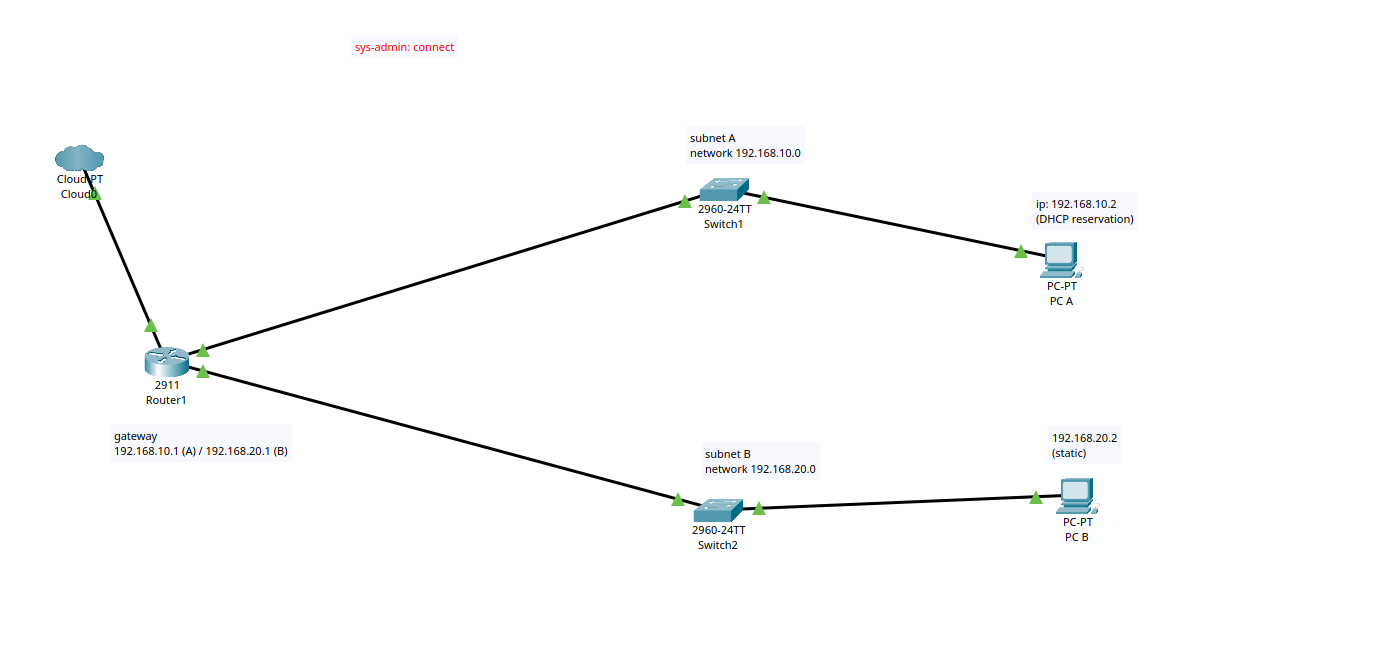 sys-admin: connect
Cloud-PT
Cloud0
subnet A
network 192.168.10.0
2960-24TT
Switch1
ip: 192.168.10.2
(DHCP reservation)
PC-PT
PC A
2911
Router1
gateway
192.168.10.1 (A) / 192.168.20.1 (B)
subnet B
network 192.168.20.0
2960-24TT
Switch2
192.168.20.2
(static)
PC-PT
PC B